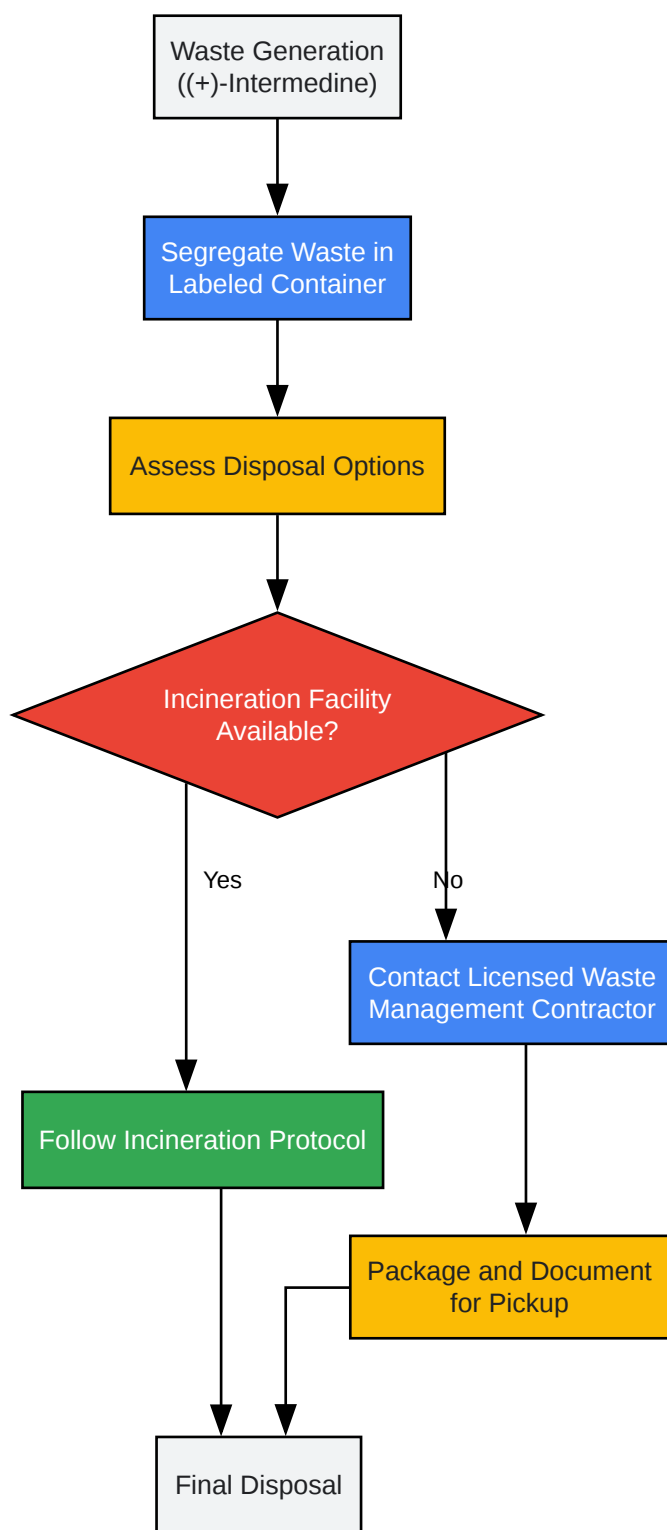 Waste Generation
((+)-Intermedine)
Segregate Waste in
Labeled Container
Assess Disposal Options
Incineration Facility
Available?
Yes
No
Contact Licensed Waste
Management Contractor
Follow Incineration Protocol
Package and Document
for Pickup
Final Disposal